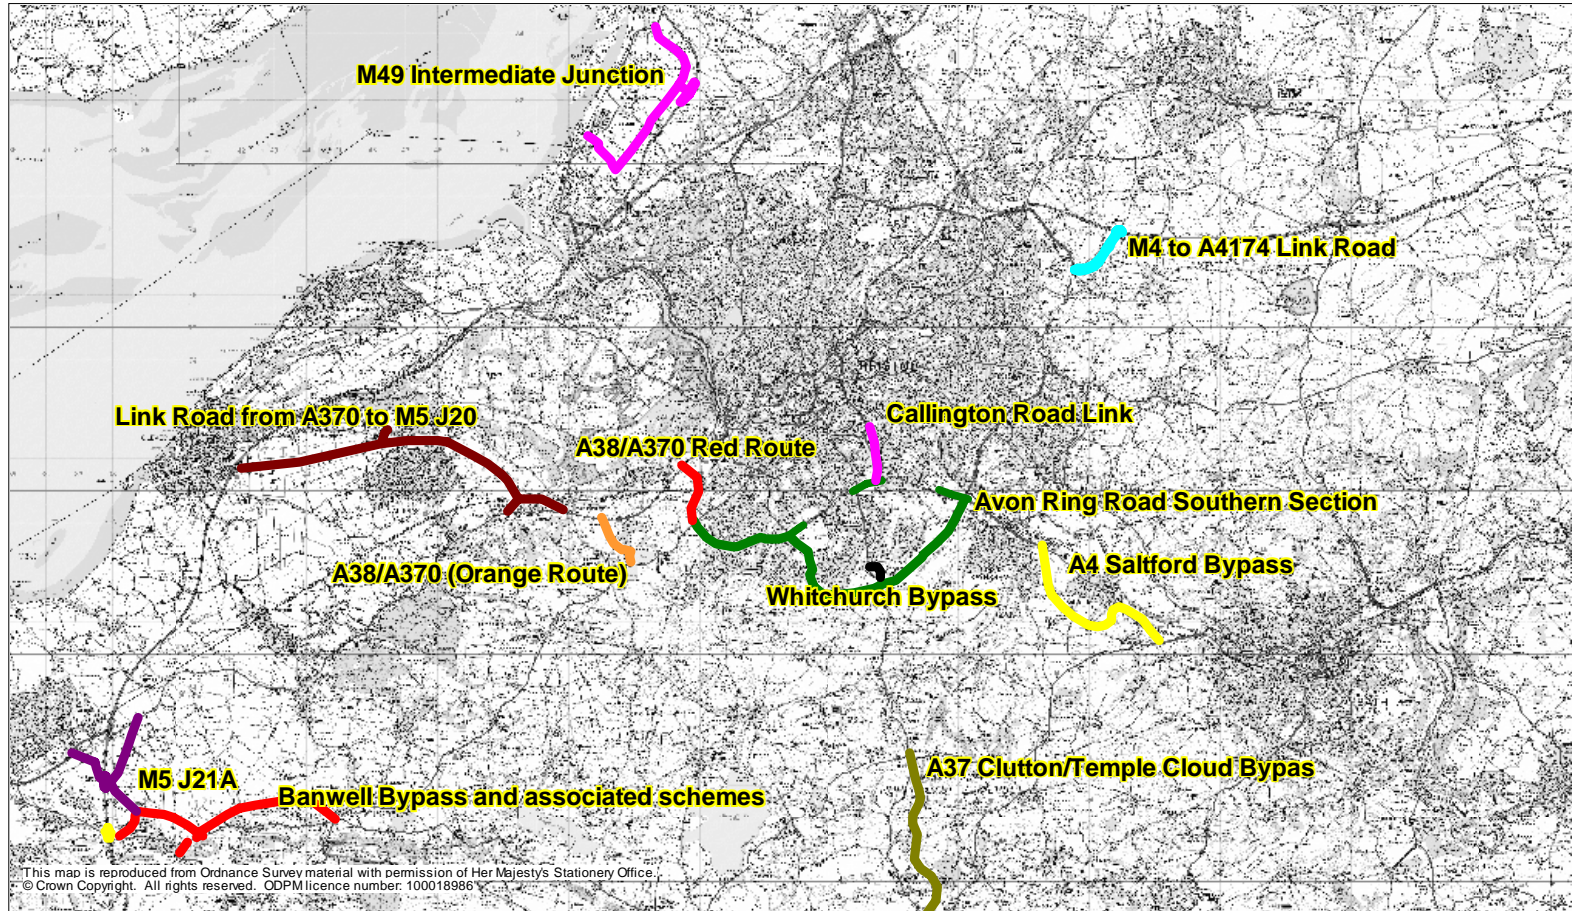 M49 Intermediate Junction
M4 to A4174 Link Road
Link Road from A370 to M5 J20
Callington Road Link
A38/A370 Red Route
Avon Ring Road Southern Section
A4 Saltford Bypass
A38/A370 (Orange Route)
Whitchurch Bypass
A37 Clutton/Temple Cloud Bypas
M5 J21A
Banwell Bypass and associated schemes
This map is reproduced from Ordnance Survey material with permission of Her Majesty's Stationery Office.
© Crown Copyright. All rights reserved. ODPM licence number: 100018986